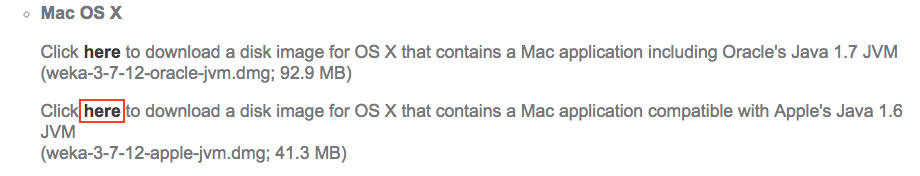 Mac OS X
Click here to download a disk image for OS X that contains a Mac application including Oracle's Java 1.7 JVM
(weka-3-7-12-oracle-jvm.dmg; 92.9 MB)
Click here to download a disk image for OS X that contains a Mac application compatible with Apple's Java 1.6
JVM
(weka-3-7-12-apple-jvm.dmg; 41.3 MB)